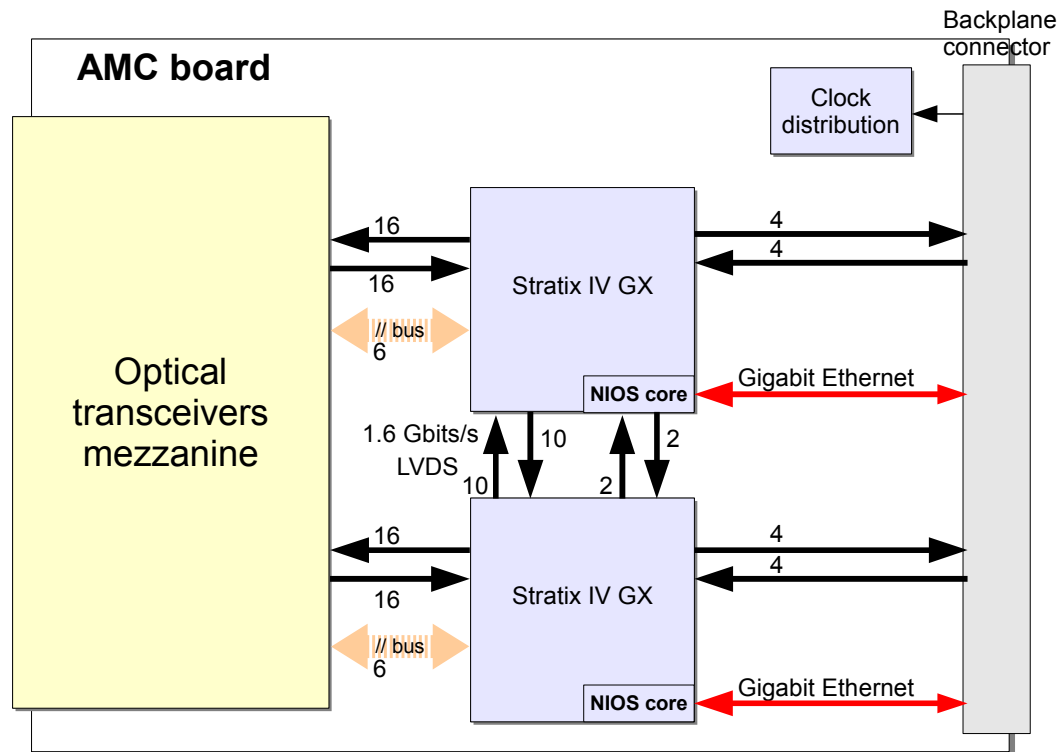 Backplane
connector
AMC board
Clock
distribution
16
4
4
16
Stratix IV GX
// bus
6
Optical
transceivers
mezzanine
Gigabit Ethernet
NIOS core
1.6 Gbits/s
LVDS
10
10
2
2
16
4
4
16
Stratix IV GX
// bus
6
Gigabit Ethernet
NIOS core